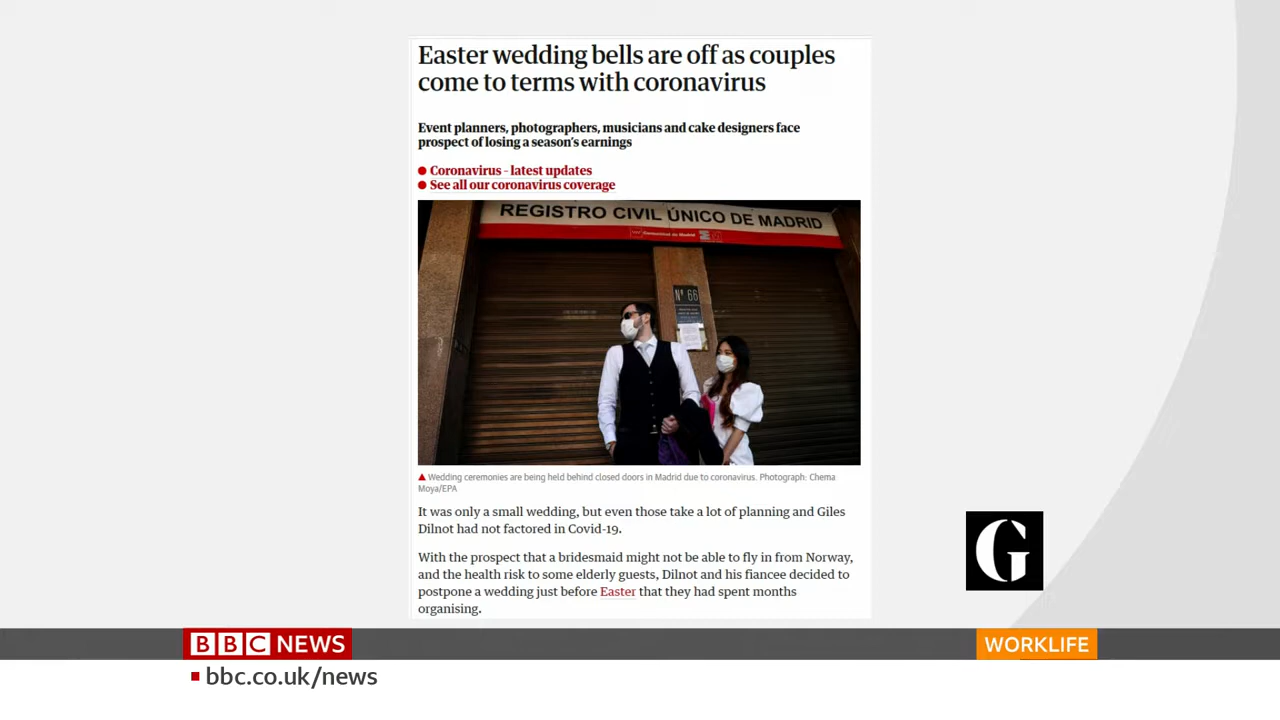 Easter wedding bells are off as couples
come to terms with coronavirus
Event planners, photographers, musicians and cake designers face
prospect of losing a season's earnings
Coronavirus - latest updates
See all our coronavirus coverage
REGISTRO CIVIL ÚNICO DE MADRID
Comunidad de Madrid
Nº 66
Wedding ceremonies are being held behind closed doors in Madrid due to coronavirus. Photograph: Chema
Moya/EPA
It was only a small wedding, but even those take a lot of planning and Giles
Dilnot had not factored in Covid-19.
With the prospect that a bridesmaid might not be able to fly in from Norway,
and the health risk to some elderly guests, Dilnot and his fiancee decided to
postpone a wedding just before Easter that they had spent months
organising.
G
BBC NEWS
WORKLIFE
bbc.co.uk/news